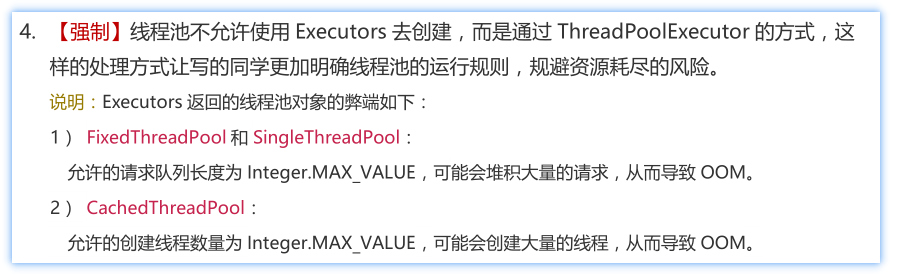 4. 【强制】线程池不允许使用 Executors 去创建，而是通过 ThreadPoolExecutor 的方式，这
样的处理方式让写的同学更加明确线程池的运行规则，规避资源耗尽的风险。
说明：Executors 返回的线程池对象的弊端如下：
1） FixedThreadPool 和 SingleThreadPool：
允许的请求队列长度为 Integer.MAX_VALUE，可能会堆积大量的请求，从而导致 OOM。
2） CachedThreadPool：
允许的创建线程数量为 Integer.MAX_VALUE，可能会创建大量的线程，从而导致 OOM。